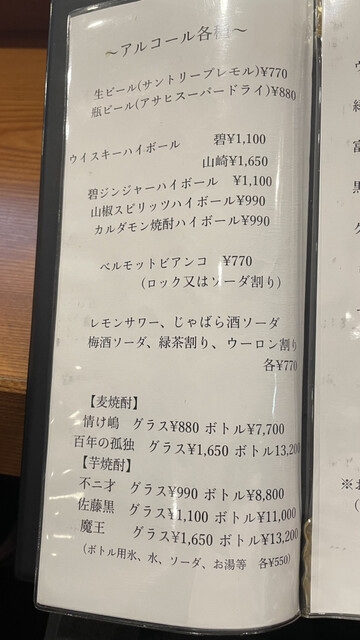 ～アルコール各種～
生ビール(サントリープレモル)¥770
瓶ビール(アサヒスーパードライ)¥880
ウイスキーハイボール 碧¥1,100
山崎¥1,650
碧ジンジャーハイボール ¥1,100
山椒スピリッツハイボール¥990
カルダモン焼酎ハイボール¥990
ベルモットビアンコ ¥770
(ロック又はソーダ割り)
レモンサワー、じゃばら酒ソーダ
梅酒ソーダ、緑茶割り、ウーロン割り
各¥770
【麦焼酎】
情け嶋 グラス¥880 ボトル¥7,700
百年の孤独 グラス¥1,650 ボトル13,200
【芋焼酎】
不二才 グラス¥990 ボトル¥8,800
佐藤黒 グラス¥1,100 ボトル¥11,000
魔王 グラス¥1,650 ボトル¥13,200
(ボトル用氷、水、ソーダ、お湯等 各¥550)